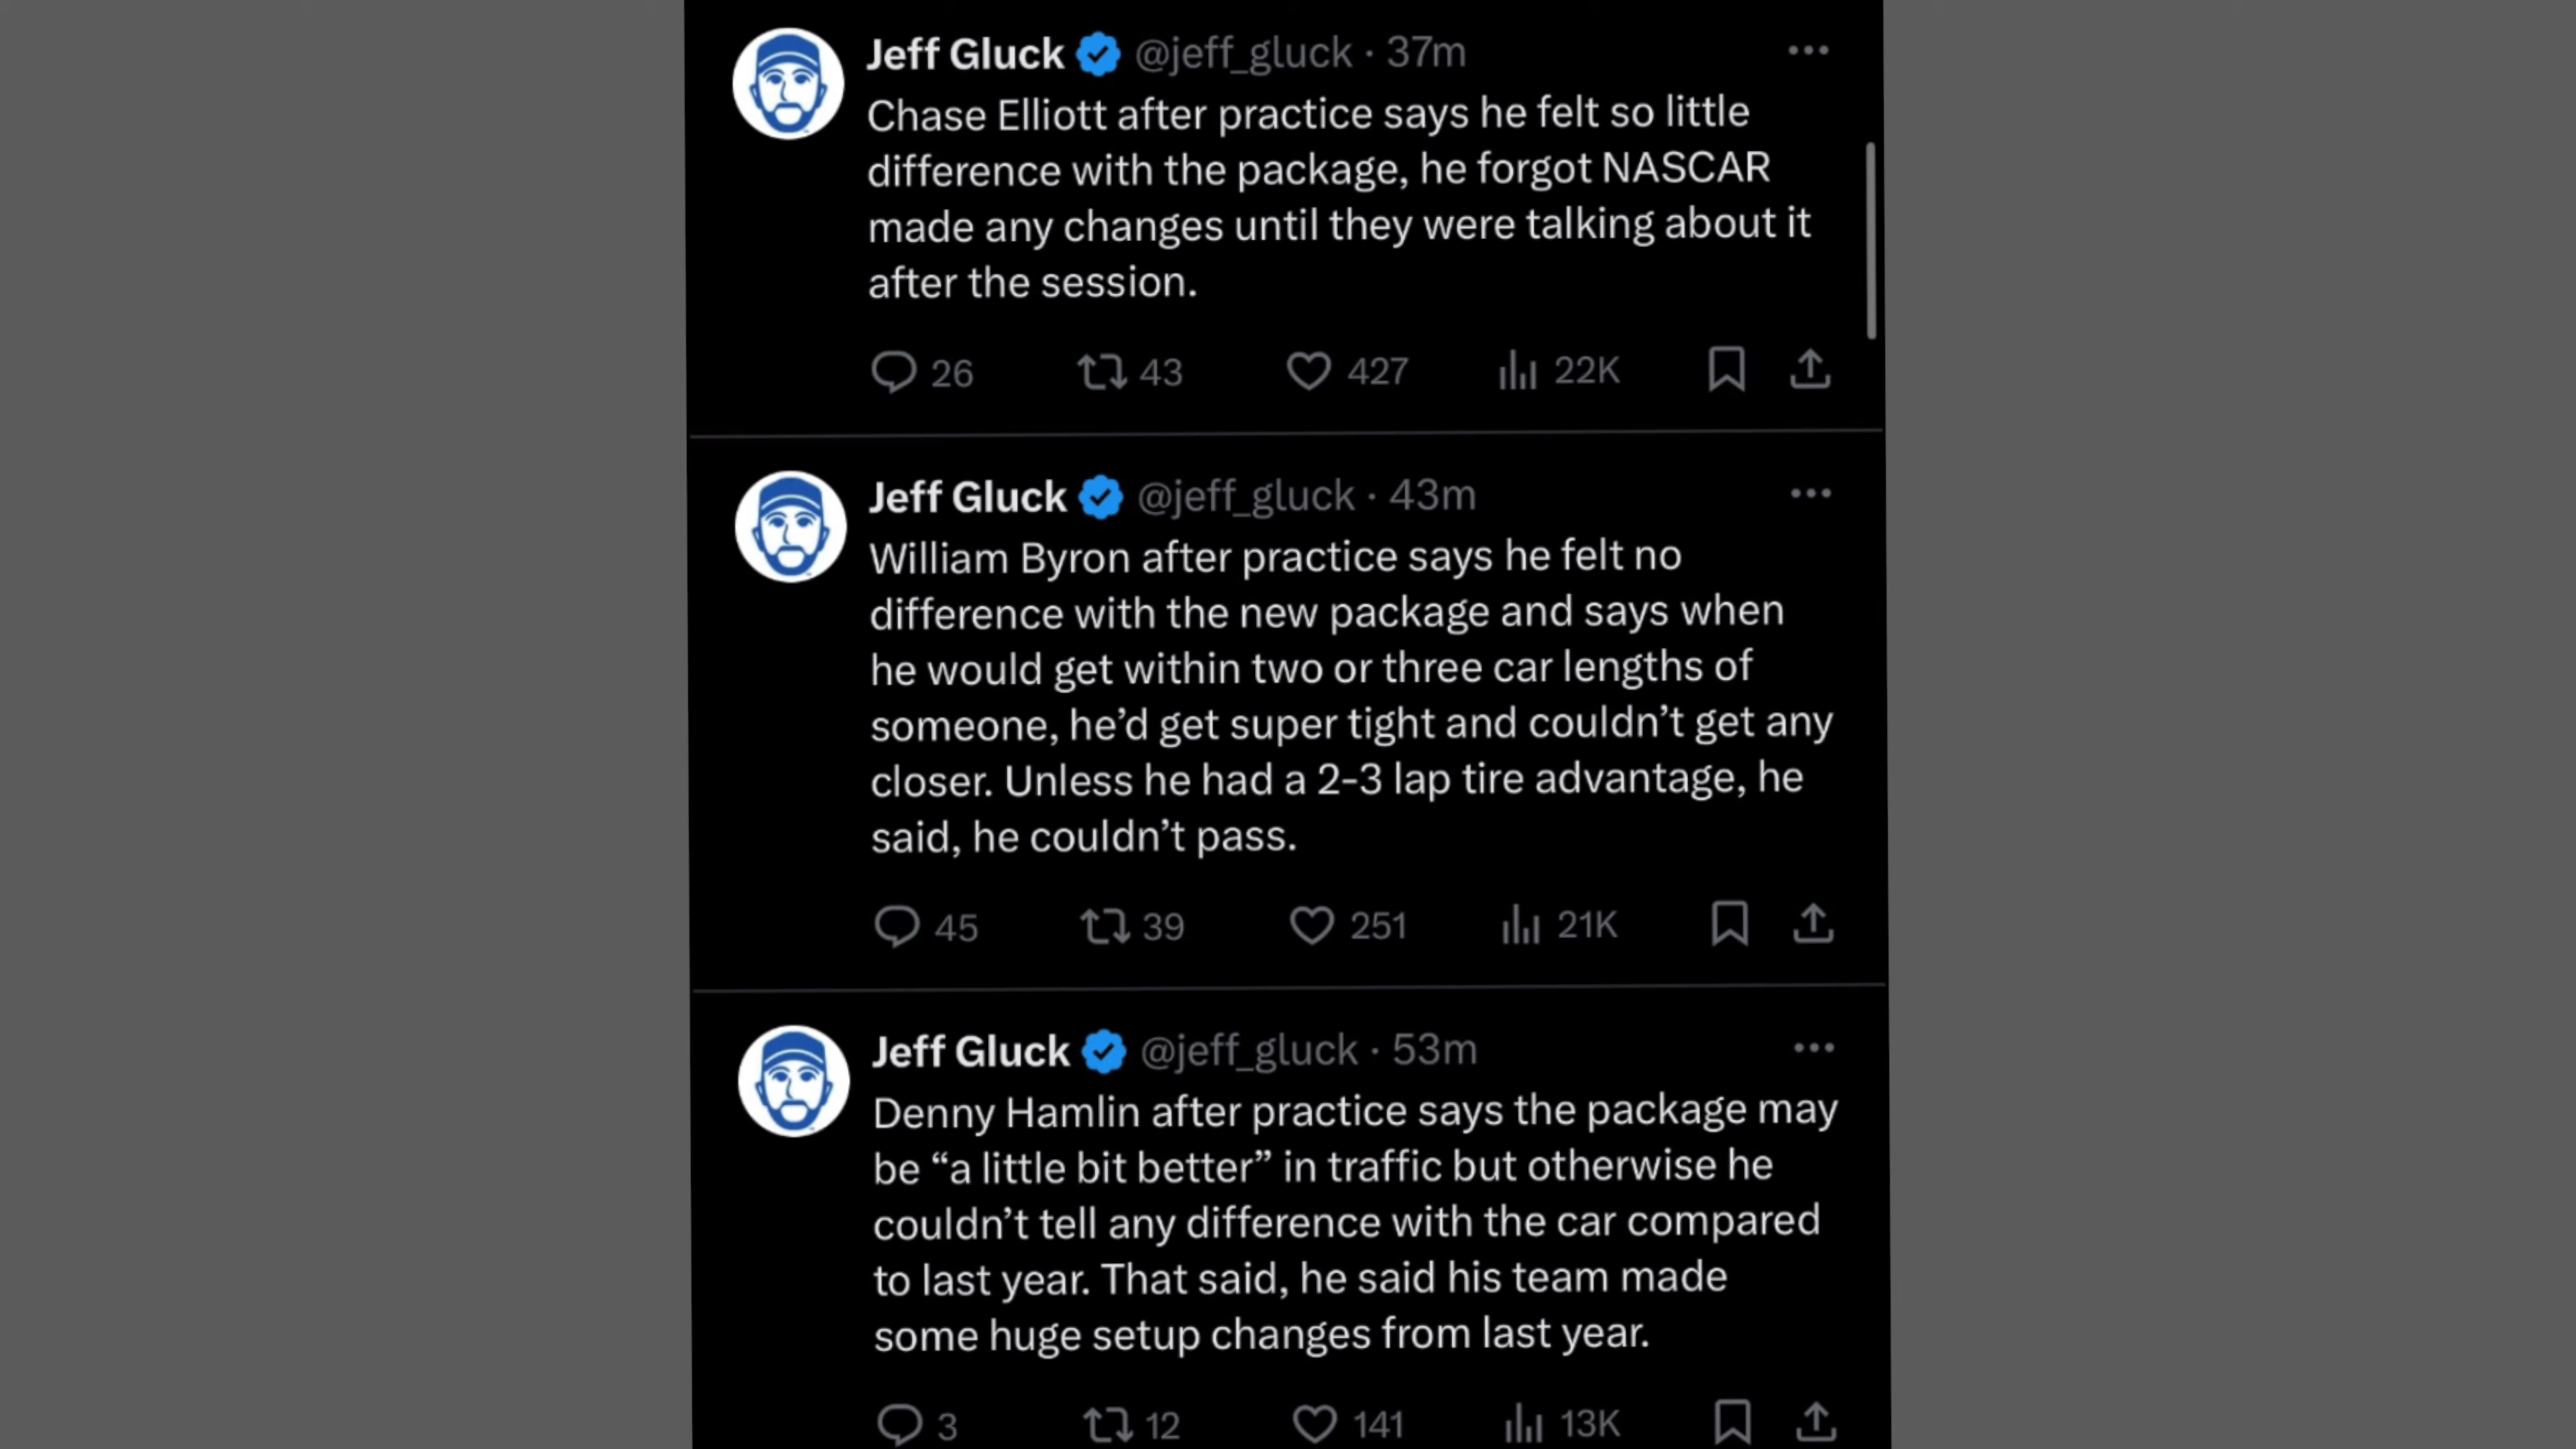 Jeff Gluck @jeff_gluck · 37m
Chase Elliott after practice says he felt so little
difference with the package, he forgot NASCAR
made any changes until they were talking about it
after the session.
26 43 427 22K
Jeff Gluck @jeff_gluck · 43m
William Byron after practice says he felt no
difference with the new package and says when
he would get within two or three car lengths of
someone, he’d get super tight and couldn’t get any
closer. Unless he had a 2-3 lap tire advantage, he
said, he couldn’t pass.
45 39 251 21K
Jeff Gluck @jeff_gluck · 53m
Denny Hamlin after practice says the package may
be “a little bit better” in traffic but otherwise he
couldn’t tell any difference with the car compared
to last year. That said, he said his team made
some huge setup changes from last year.
3 12 141 13K